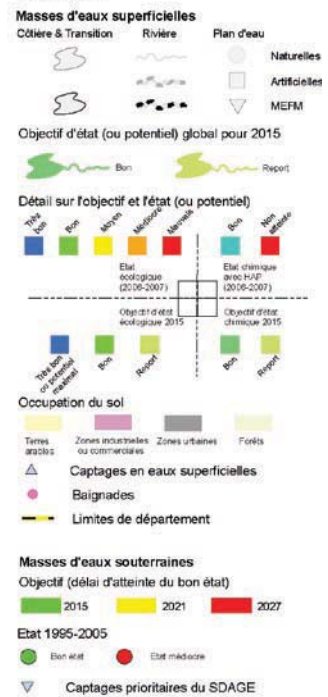 Masses d'eaux superficielles
Côtière & Transition Rivière Plan d'eau
Naturelles
Artificielles
MEFM
Objectif d'état (ou potentiel) global pour 2015
Bon Report
Détail sur l'objectif et l'état (ou potentiel)
Très bon Bon Moyen Médiocre Mauvais Bon Non atteinte
Etat écologique (2006-2007) Etat chimique avec HAP (2006-2007)
Objectif d'état écologique 2015 Objectif d'état chimique 2015
Très bon ou potentiel maximal Bon Report Bon Report
Occupation du sol
Terres arables Zones industrielles ou commerciales Zones urbaines Forêts
Captages en eaux superficielles
Baignades
Limites de département
Masses d'eaux souterraines
Objectif (délai d'atteinte du bon état)
2015 2021 2027
Etat 1995-2005
Bon état Etat médiocre
Captages prioritaires du SDAGE